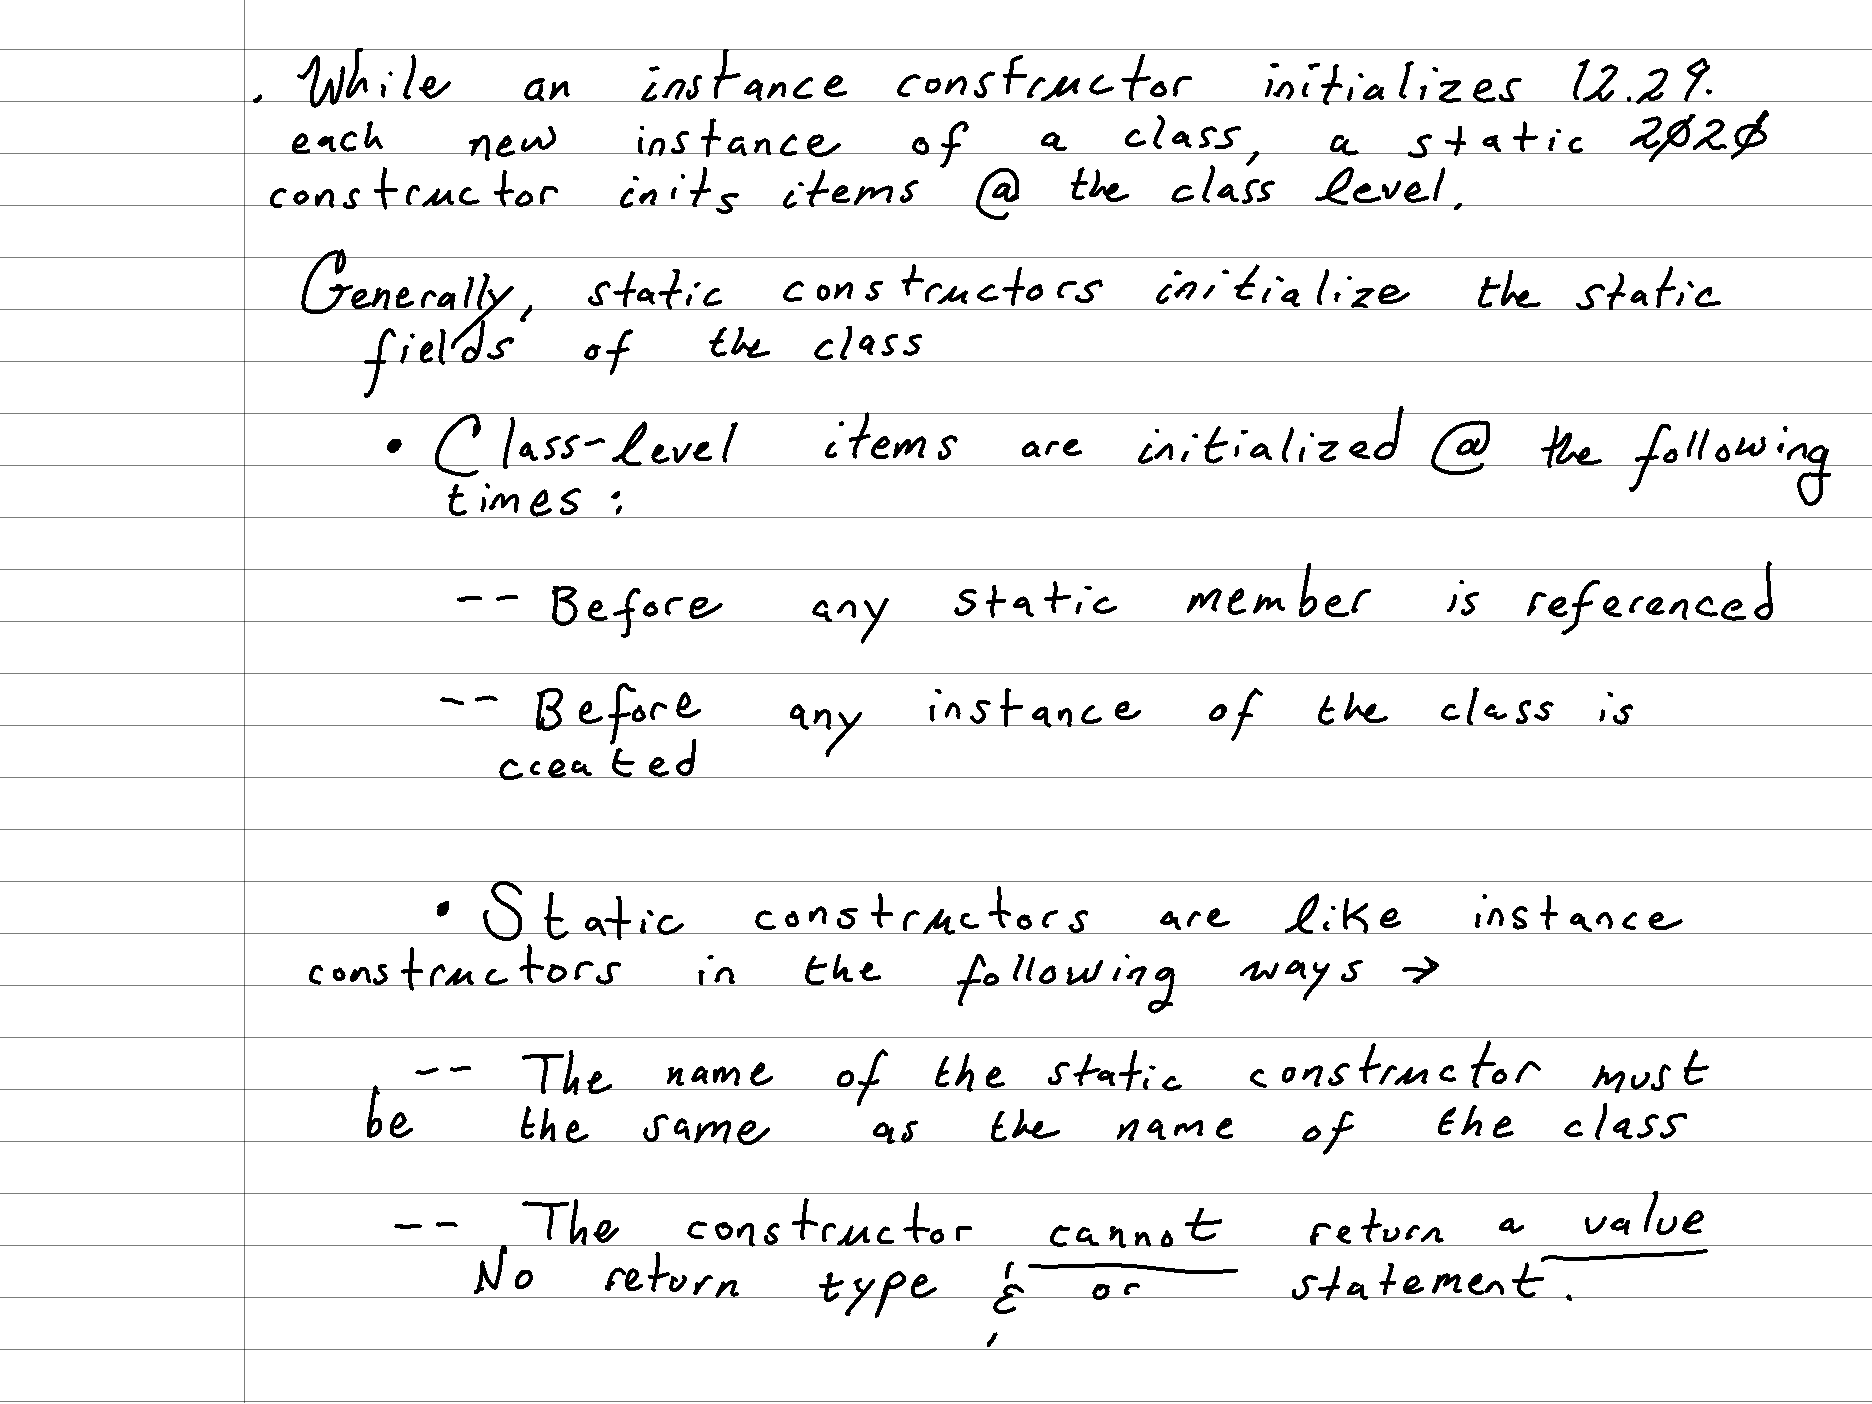 . While an instance constructor initializes 12.29.
each new instance of a class, a static 2020
constructor inits items @ the class level.
Generally, static constructors initialize the static
fields of the class
• Class-level items are initialized @ the following
times:
-- Before any static member is referenced
-- Before any instance of the class is
created
• Static constructors are like instance
constructors in the following ways →
-- The name of the static constructor must
be the same as the name of the class
-- The constructor cannot return a value
No return type & or statement.